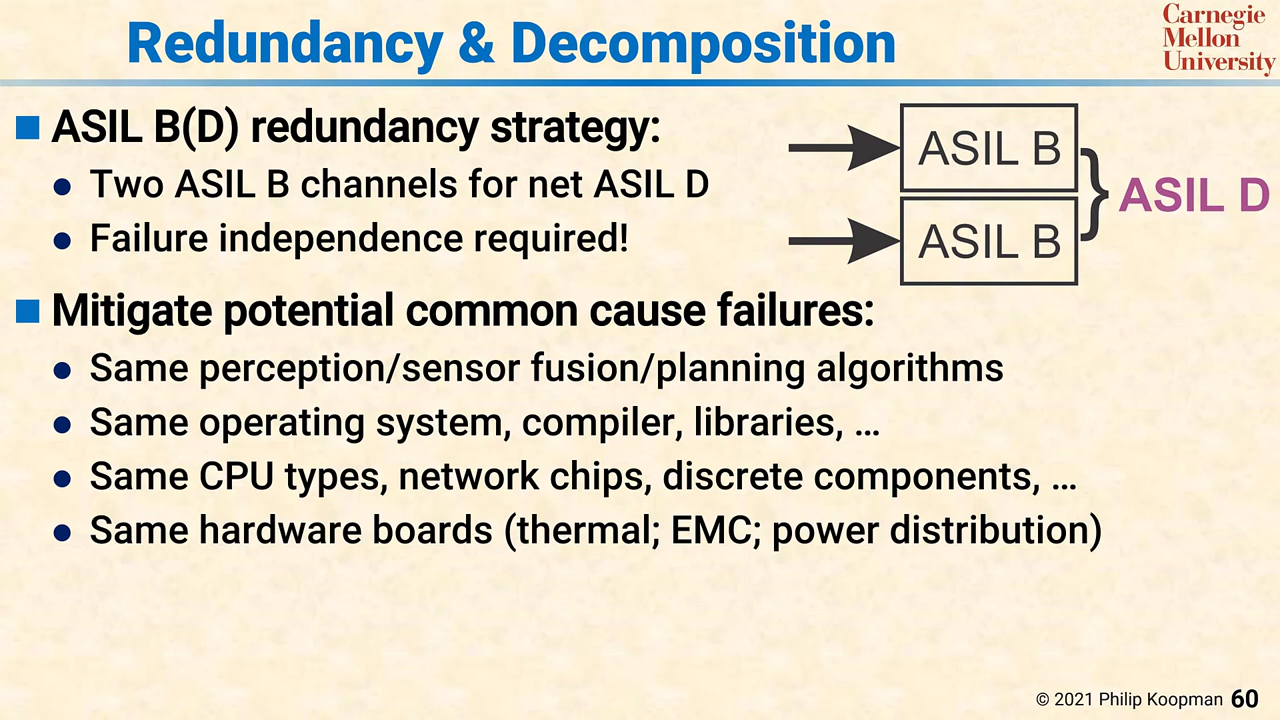 Redundancy & Decomposition
Carnegie
Mellon
University
ASIL B(D) redundancy strategy:
Two ASIL B channels for net ASIL D
Failure independence required!
ASIL B
ASIL B
ASIL D
Mitigate potential common cause failures:
Same perception/sensor fusion/planning algorithms
Same operating system, compiler, libraries, …
Same CPU types, network chips, discrete components, …
Same hardware boards (thermal; EMC; power distribution)
© 2021 Philip Koopman 60